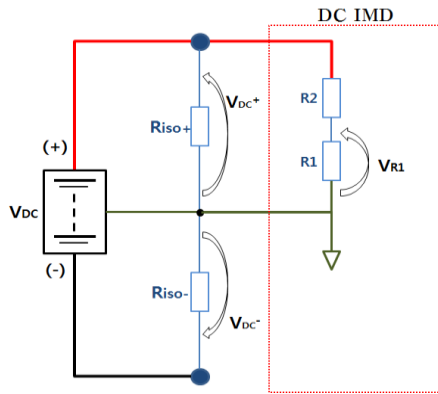 DC IMD
VDC+
R2
(+)
Riso+
R1
VR1
VDC
(-)
Riso-
VDC-